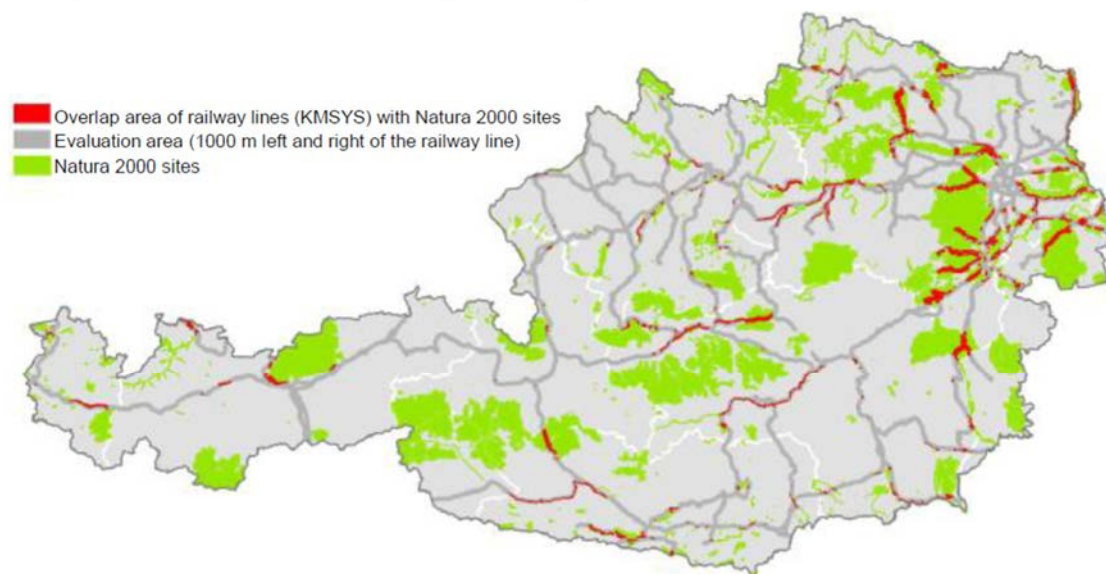 Overlap area of railway lines (KMSYS) with Natura 2000 sites
Evaluation area (1000 m left and right of the railway line)
Natura 2000 sites